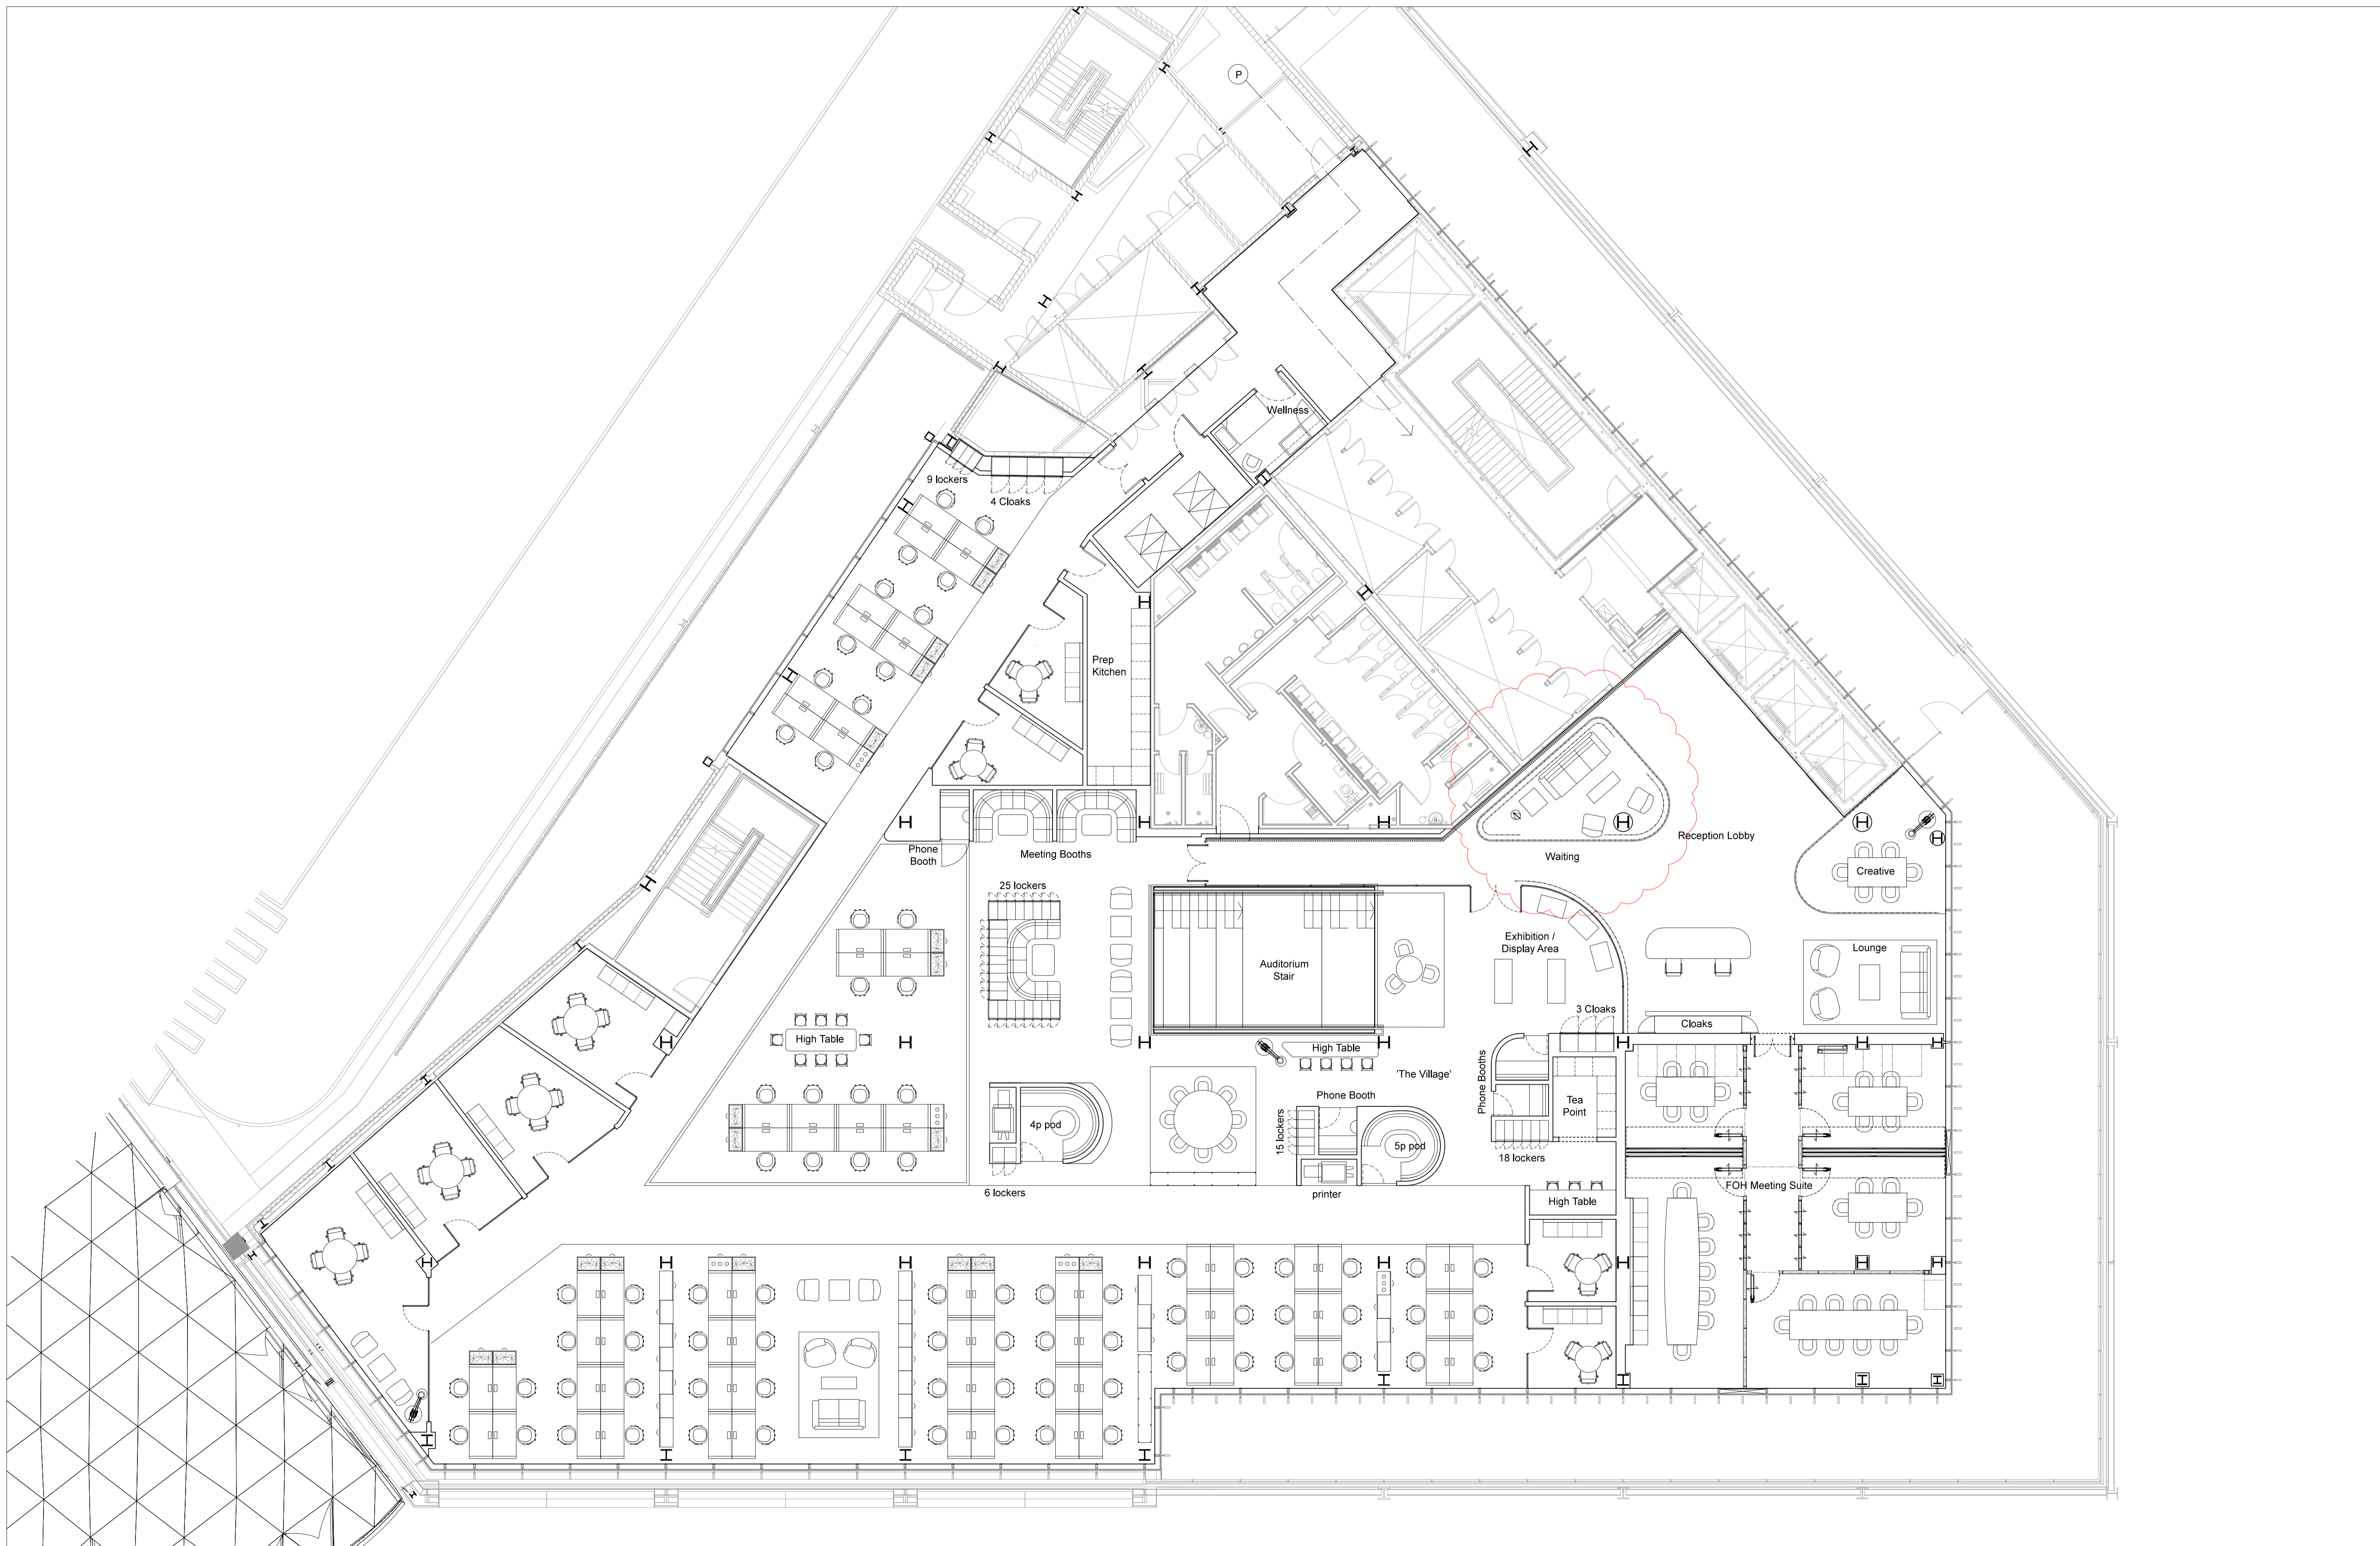 P
Wellness
9 lockers
4 Cloaks
Prep
Kitchen
Phone
Booth
Meeting Booths
Waiting
Reception Lobby
Creative
25 lockers
Auditorium
Stair
Exhibition /
Display Area
Lounge
3 Cloaks
Cloaks
High Table
High Table
'The Village'
Phone Booths
Phone Booth
Tea
Point
4p pod
15 lockers
5p pod
18 lockers
6 lockers
printer
High Table
FOH Meeting Suite